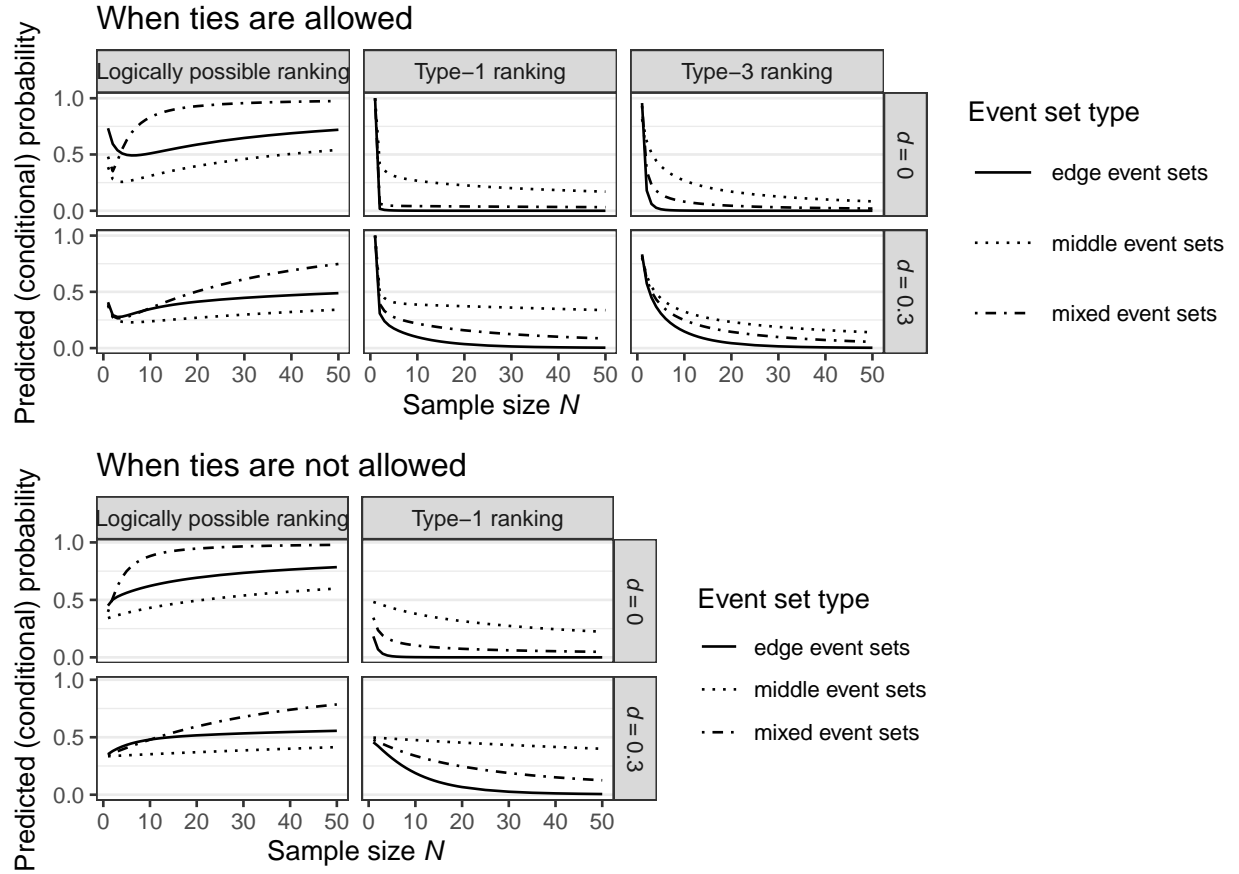 When ties are allowed
Predicted (conditional) probability
Logically possible ranking
Type−1 ranking
Type−3 ranking
1.0
0.5
0.0
d = 0
1.0
0.5
0.0
d = 0.3
0 10 20 30 40 50
0 10 20 30 40 50
0 10 20 30 40 50
Sample size N
Event set type
edge event sets
middle event sets
mixed event sets
When ties are not allowed
Predicted (conditional) probability
Logically possible ranking
Type−1 ranking
1.0
0.5
0.0
d = 0
1.0
0.5
0.0
d = 0.3
0 10 20 30 40 50
0 10 20 30 40 50
Sample size N
Event set type
edge event sets
middle event sets
mixed event sets